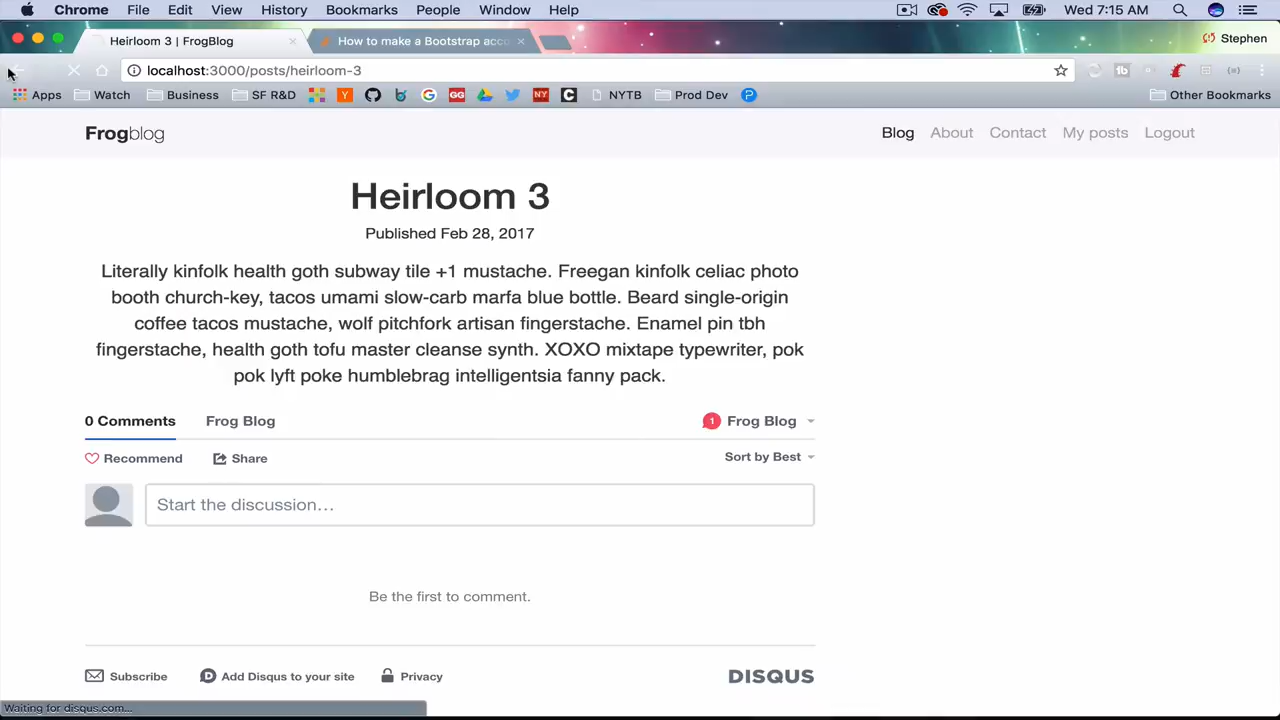 Chrome File Edit View History Bookmarks People Window Help Wed 7:15 AM
Heirloom 3 | FrogBlog × How to make a Bootstrap acc × Stephen
localhost:3000/posts/heirloom-3
Apps Watch Business SF R&D NYTB Prod Dev Other Bookmarks
Frogblog Blog About Contact My posts Logout
Heirloom 3
Published Feb 28, 2017
Literally kinfolk health goth subway tile +1 mustache. Freegan kinfolk celiac photo
booth church-key, tacos umami slow-carb marfa blue bottle. Beard single-origin
coffee tacos mustache, wolf pitchfork artisan fingerstache. Enamel pin tbh
fingerstache, health goth tofu master cleanse synth. XOXO mixtape typewriter, pok
pok lyft poke humblebrag intelligentsia fanny pack.
0 Comments Frog Blog 1 Frog Blog
Recommend Share Sort by Best
Start the discussion…
Be the first to comment.
Subscribe Add Disqus to your site Privacy DISQUS
Waiting for disqus.com...